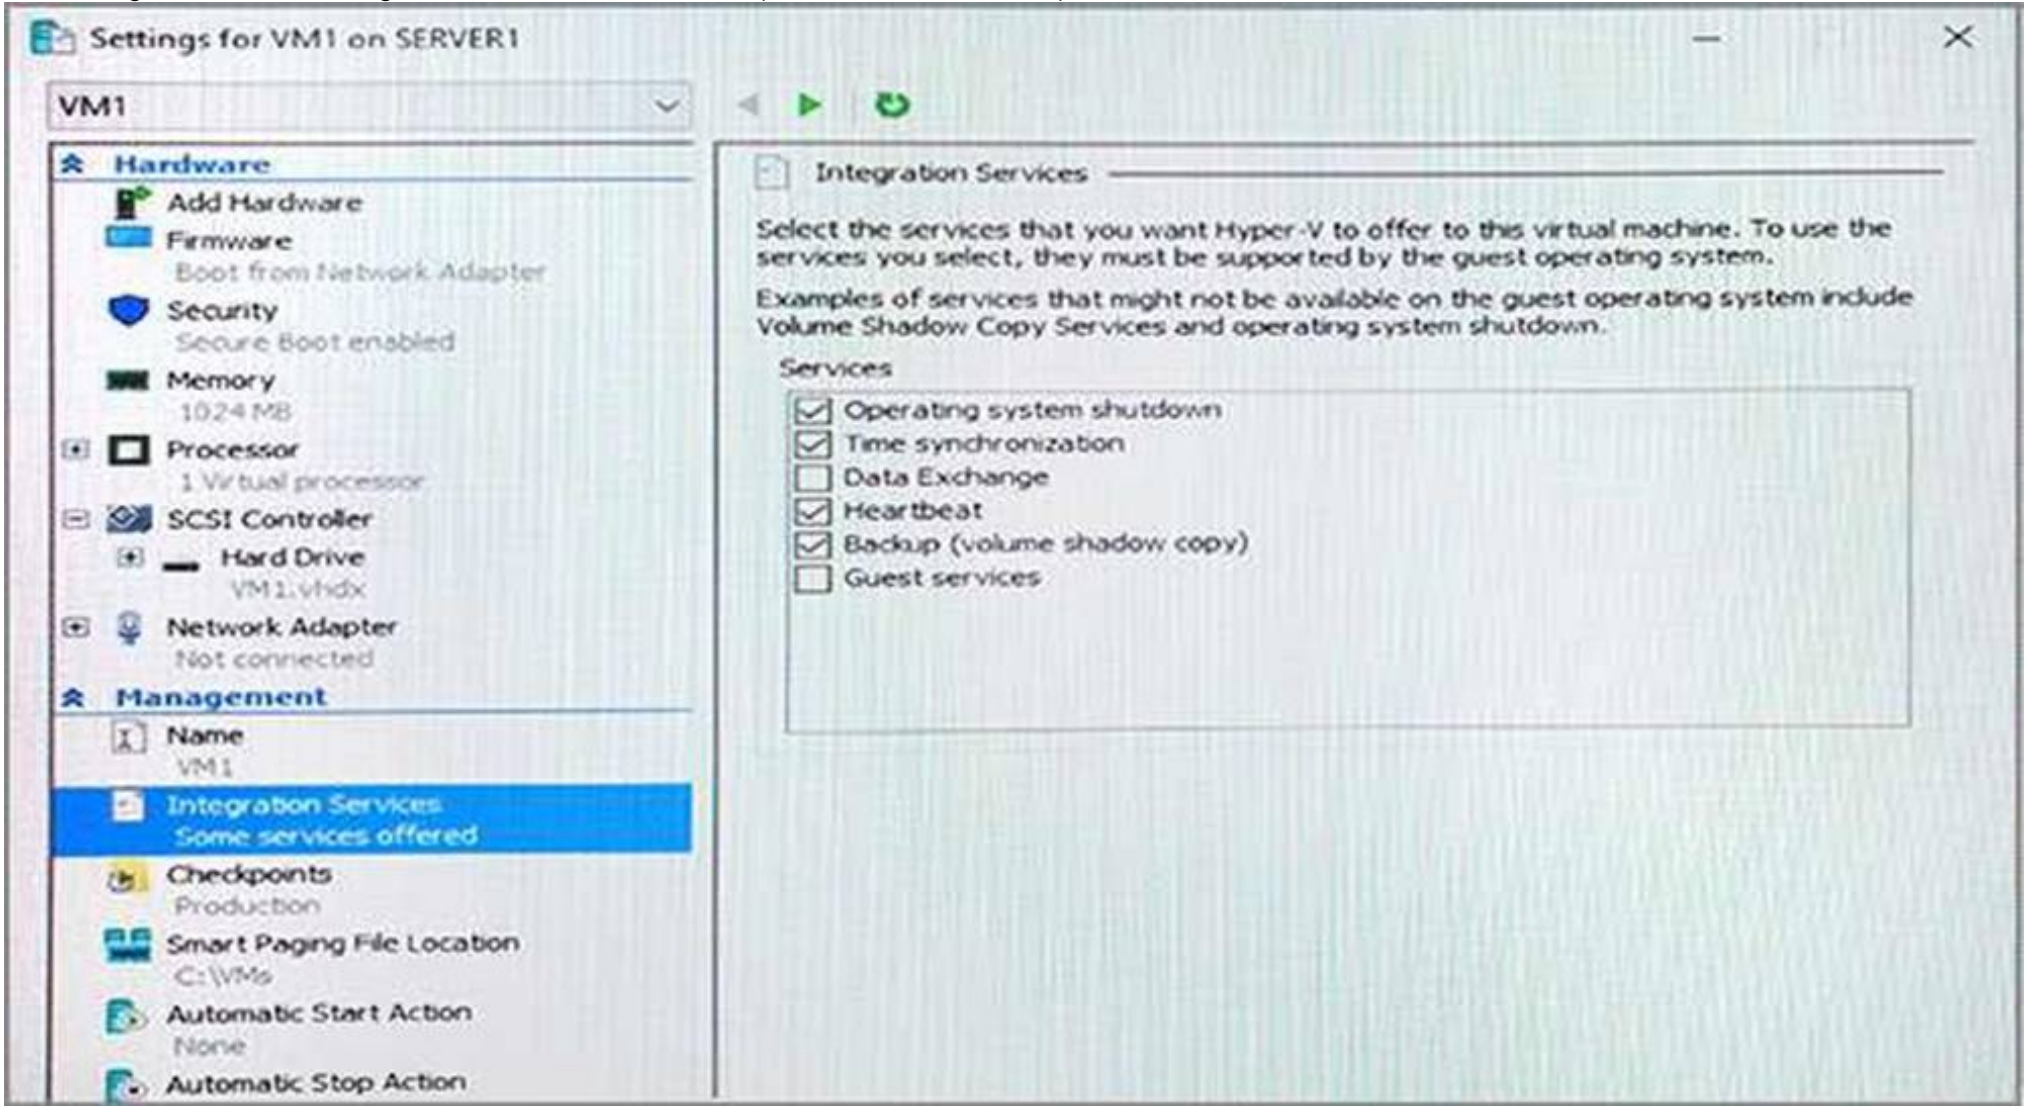 Settings for VM1 on SERVER1
VM1
Hardware
Add Hardware
Firmware
Boot from Network Adapter
Security
Secure Boot enabled
Memory
1024 MB
Processor
1 Virtual processor
SCSI Controller
Hard Drive
VM1.vhdx
Network Adapter
Not connected
Management
Name
VM1
Integration Services
Some services offered
Checkpoints
Production
Smart Paging File Location
C:\VMs
Automatic Start Action
None
Automatic Stop Action
Integration Services
Select the services that you want Hyper-V to offer to this virtual machine. To use the
services you select, they must be supported by the guest operating system.
Examples of services that might not be available on the guest operating system include
Volume Shadow Copy Services and operating system shutdown.
Services
Operating system shutdown
Time synchronization
Data Exchange
Heartbeat
Backup (volume shadow copy)
Guest services